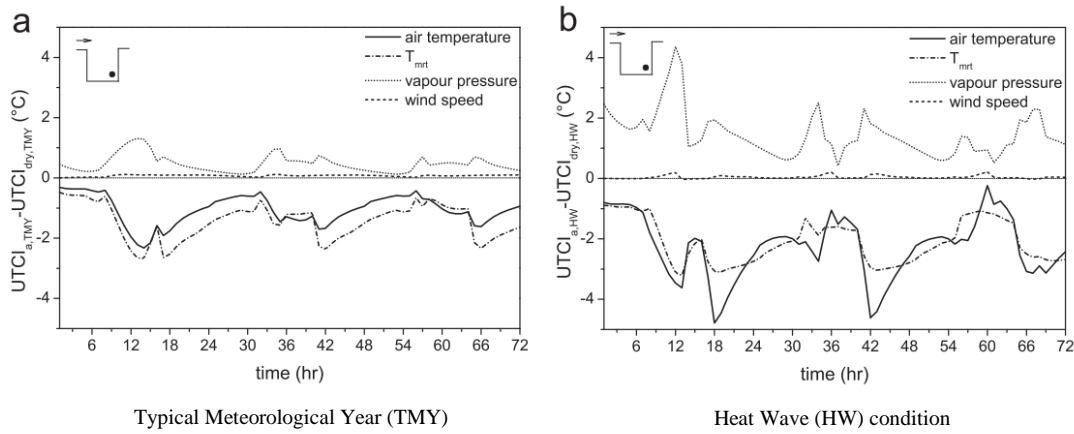 a
4
2
0
-2
-4
UTCI_a,TMY-UTCI_dry,TMY (°C)
air temperature
T_mrt
vapour pressure
wind speed
6 12 18 24 30 36 42 48 54 60 66 72
time (hr)
Typical Meteorological Year (TMY)
b
4
2
0
-2
-4
UTCI_a,HW-UTCI_dry,HW (°C)
air temperature
T_mrt
vapour pressure
wind speed
6 12 18 24 30 36 42 48 54 60 66 72
time (hr)
Heat Wave (HW) condition